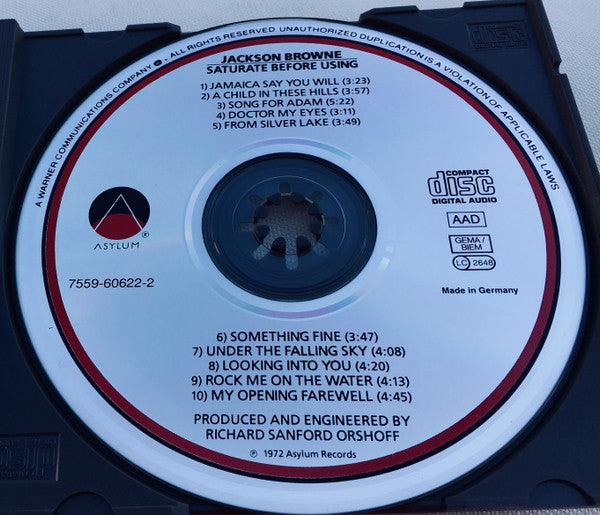 A WARNER COMMUNICATIONS COMPANY . ALL RIGHTS RESERVED. UNAUTHORIZED DUPLICATION IS A VIOLATION OF APPLICABLE LAWS
JACKSON BROWNE
SATURATE BEFORE USING
1) JAMAICA SAY YOU WILL (3:23)
2) A CHILD IN THESE HILLS (3:57)
3) SONG FOR ADAM (5:22)
4) DOCTOR MY EYES (3:11)
5) FROM SILVER LAKE (3:49)
ASYLUM ®
7559-60622-2
COMPACT
disc
DIGITAL AUDIO
AAD
GEMA/
BIEM
LC 2648
Made in Germany
6) SOMETHING FINE (3:47)
7) UNDER THE FALLING SKY (4:08)
8) LOOKING INTO YOU (4:20)
9) ROCK ME ON THE WATER (4:13)
10) MY OPENING FAREWELL (4:45)
PRODUCED AND ENGINEERED BY
RICHARD SANFORD ORSHOFF
℗ 1972 Asylum Records
disc